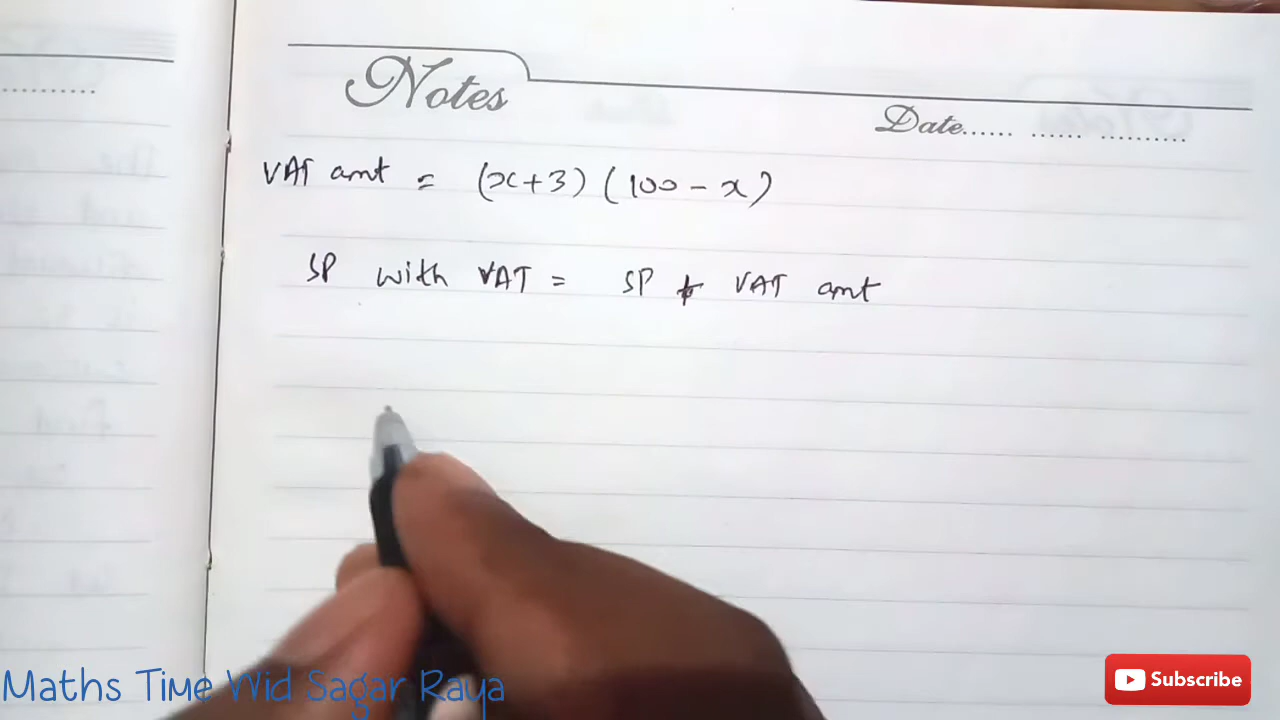 Notes
Date...... ...... ..........
VAT amt = (x+3) (100 - x)
SP with VAT = SP + VAT amt
Maths Time Wid Sagar Raya
Subscribe